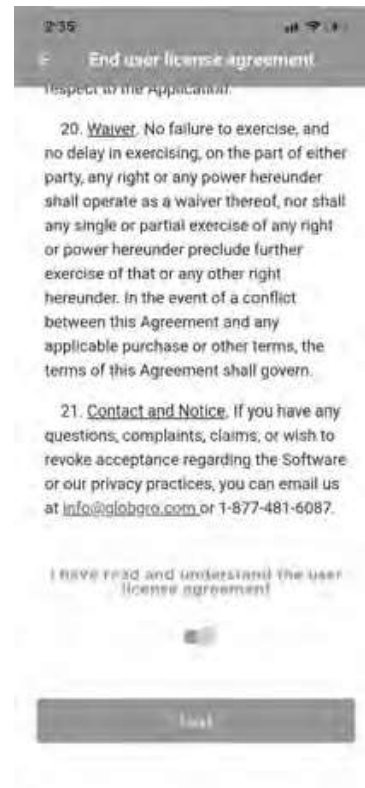 2:35
End user license agreement
respect to the Application.
20. Waiver. No failure to exercise, and
no delay in exercising, on the part of either
party, any right or any power hereunder
shall operate as a waiver thereof, nor shall
any single or partial exercise of any right
or power hereunder preclude further
exercise of that or any other right
hereunder. In the event of a conflict
between this Agreement and any
applicable purchase or other terms, the
terms of this Agreement shall govern.
21. Contact and Notice. If you have any
questions, complaints, claims, or wish to
revoke acceptance regarding the Software
or our privacy practices, you can email us
at info@globgro.com or 1-877-481-6087.
I have read and understand the user
license agreement